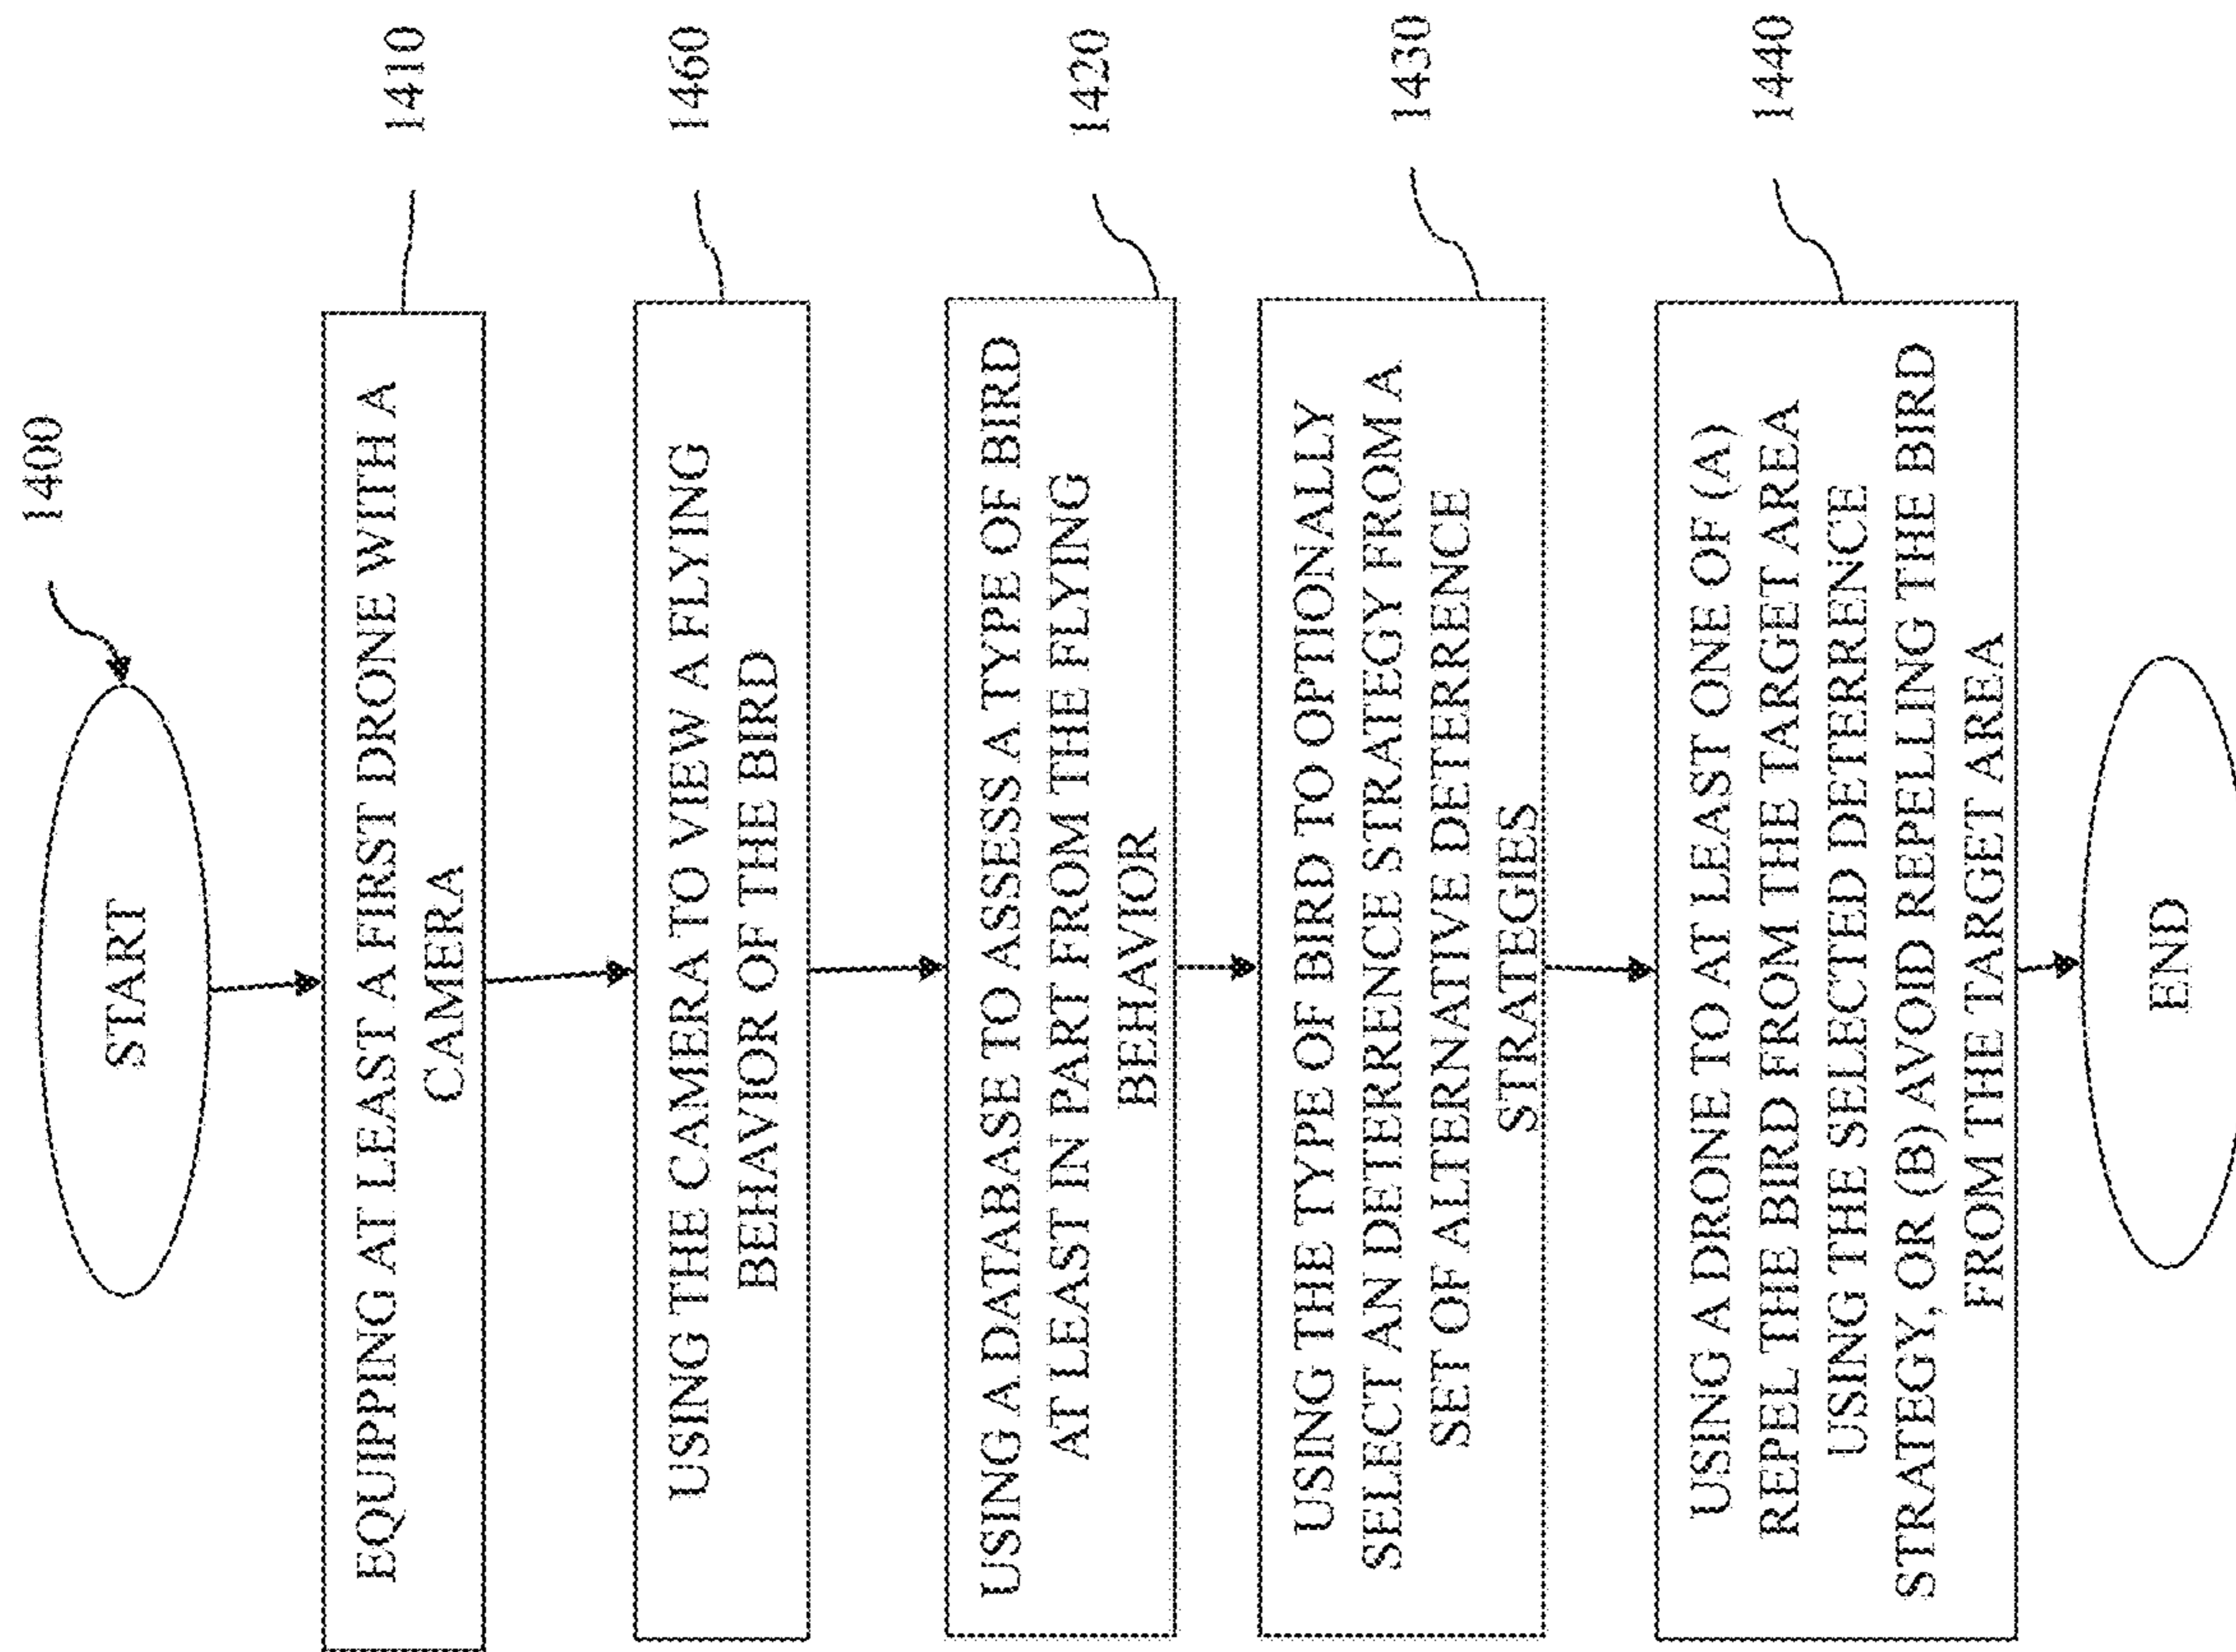 1400
START
EQUIPPING AT LEAST A FIRST DRONE WITH A
CAMERA
1410
USING THE CAMERA TO VIEW A FLYING
BEHAVIOR OF THE BIRD
1460
USING A DATABASE TO ASSESS A TYPE OF BIRD
AT LEAST IN PART FROM THE FLYING
BEHAVIOR
1420
USING THE TYPE OF BIRD TO OPTIONALLY
SELECT AN DETERRENCE STRATEGY FROM A
SET OF ALTERNATIVE DETERRENCE
STRATEGIES
1430
USING A DRONE TO AT LEAST ONE OF (A)
REPEL THE BIRD FROM THE TARGET AREA
USING THE SELECTED DETERRENCE
STRATEGY, OR (B) AVOID REPELLING THE BIRD
FROM THE TARGET AREA
1440
END